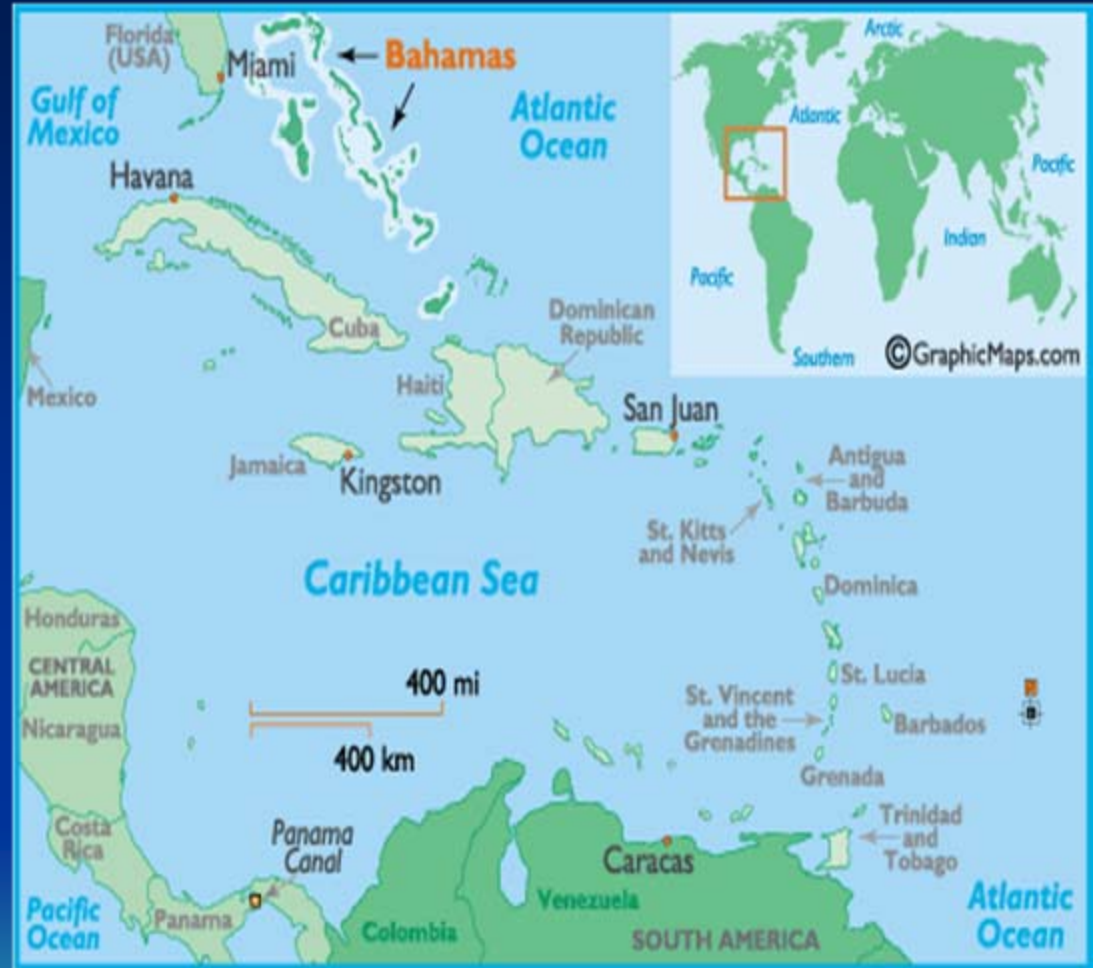 Florida
(USA)
Miami
Bahamas
Gulf of
Mexico
Atlantic
Ocean
Havana
Arctic
Atlantic
Pacific
Indian
Pacific
Southern
©GraphicMaps.com
Cuba
Dominican
Republic
Mexico
Haiti
San Juan
Jamaica
Kingston
Antigua
and
Barbuda
St. Kitts
and Nevis
Caribbean Sea
Dominica
Honduras
CENTRAL
AMERICA
Nicaragua
400 mi
400 km
St. Lucia
St. Vincent
and the
Grenadines
Barbados
Grenada
Costa
Rica
Panama
Canal
Caracas
Trinidad
and
Tobago
Pacific
Ocean
Panama
Colombia
Venezuela
SOUTH AMERICA
Atlantic
Ocean